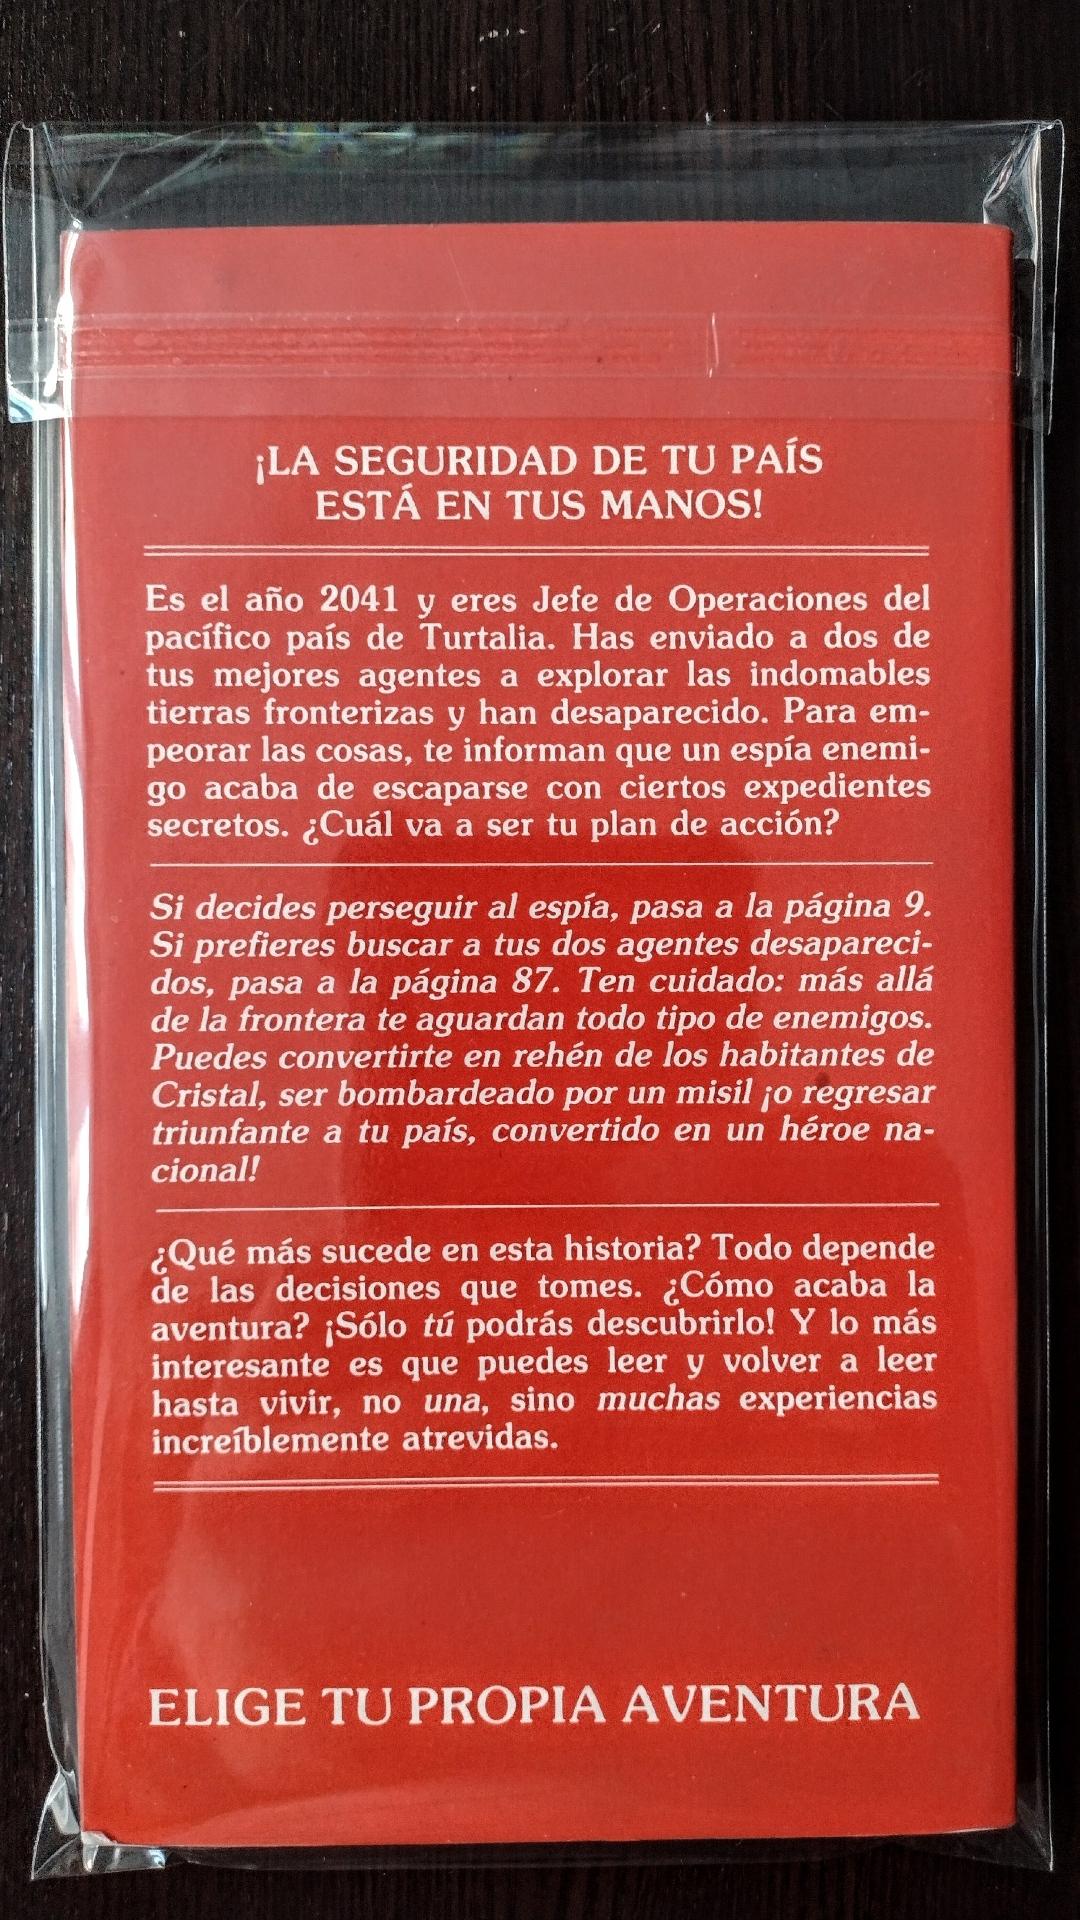 ¡LA SEGURIDAD DE TU PAÍS
ESTÁ EN TUS MANOS!
Es el año 2041 y eres Jefe de Operaciones del
pacífico país de Turtalia. Has enviado a dos de
tus mejores agentes a explorar las indomables
tierras fronterizas y han desaparecido. Para em-
peorar las cosas, te informan que un espía enemi-
go acaba de escaparse con ciertos expedientes
secretos. ¿Cuál va a ser tu plan de acción?
Si decides perseguir al espía, pasa a la página 9.
Si prefieres buscar a tus dos agentes desapareci-
dos, pasa a la página 87. Ten cuidado: más allá
de la frontera te aguardan todo tipo de enemigos.
Puedes convertirte en rehén de los habitantes de
Cristal, ser bombardeado por un misil ¡o regresar
triunfante a tu país, convertido en un héroe na-
cional!
¿Qué más sucede en esta historia? Todo depende
de las decisiones que tomes. ¿Cómo acaba la
aventura? ¡Sólo tú podrás descubrirlo! Y lo más
interesante es que puedes leer y volver a leer
hasta vivir, no una, sino muchas experiencias
increíblemente atrevidas.
ELIGE TU PROPIA AVENTURA